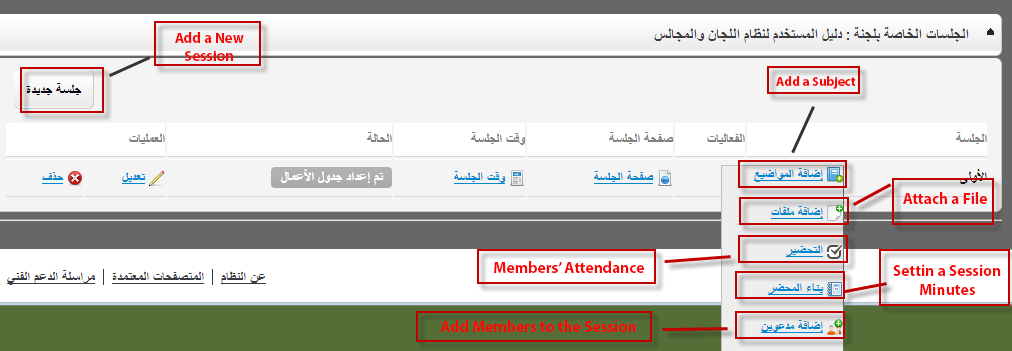 Add a New
Session
الجلسات الخاصة بلجنة : دليل المستخدم لنظام اللجان والمجالس
جلسة جديدة
Add a Subject
الجلسة
الفعاليات
صفحة الجلسة
وقت الجلسة
الحالة
العمليات
الأولى
إضافة المواضيع
صفحة الجلسة
وقت الجلسة
تم إعداد جدول الأعمال
تعديل
حذف
إضافة ملفات
Attach a File
التحضير
Members' Attendance
بناء المحضر
Settin a Session
Minutes
إضافة مدعوين
Add Members to the Session
عن النظام | المتصفحات المعتمدة | مراسلة الدعم الفني